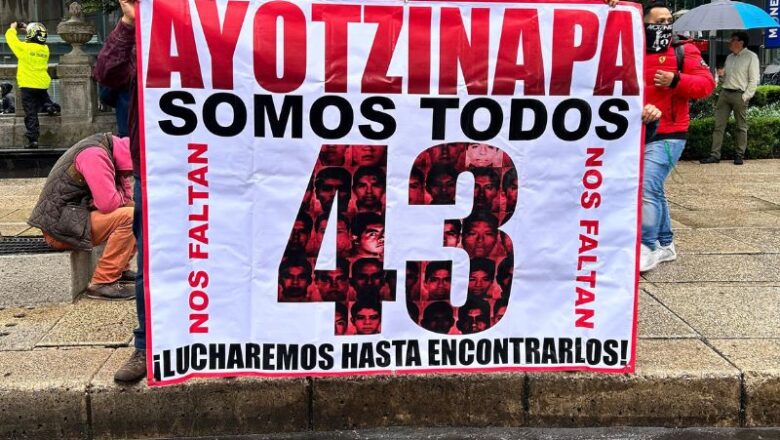 AYOTZINAPA
SOMOS TODOS
NOS FALTAN
43
NOS FALTAN
¡LUCHAREMOS HASTA ENCONTRARLOS!